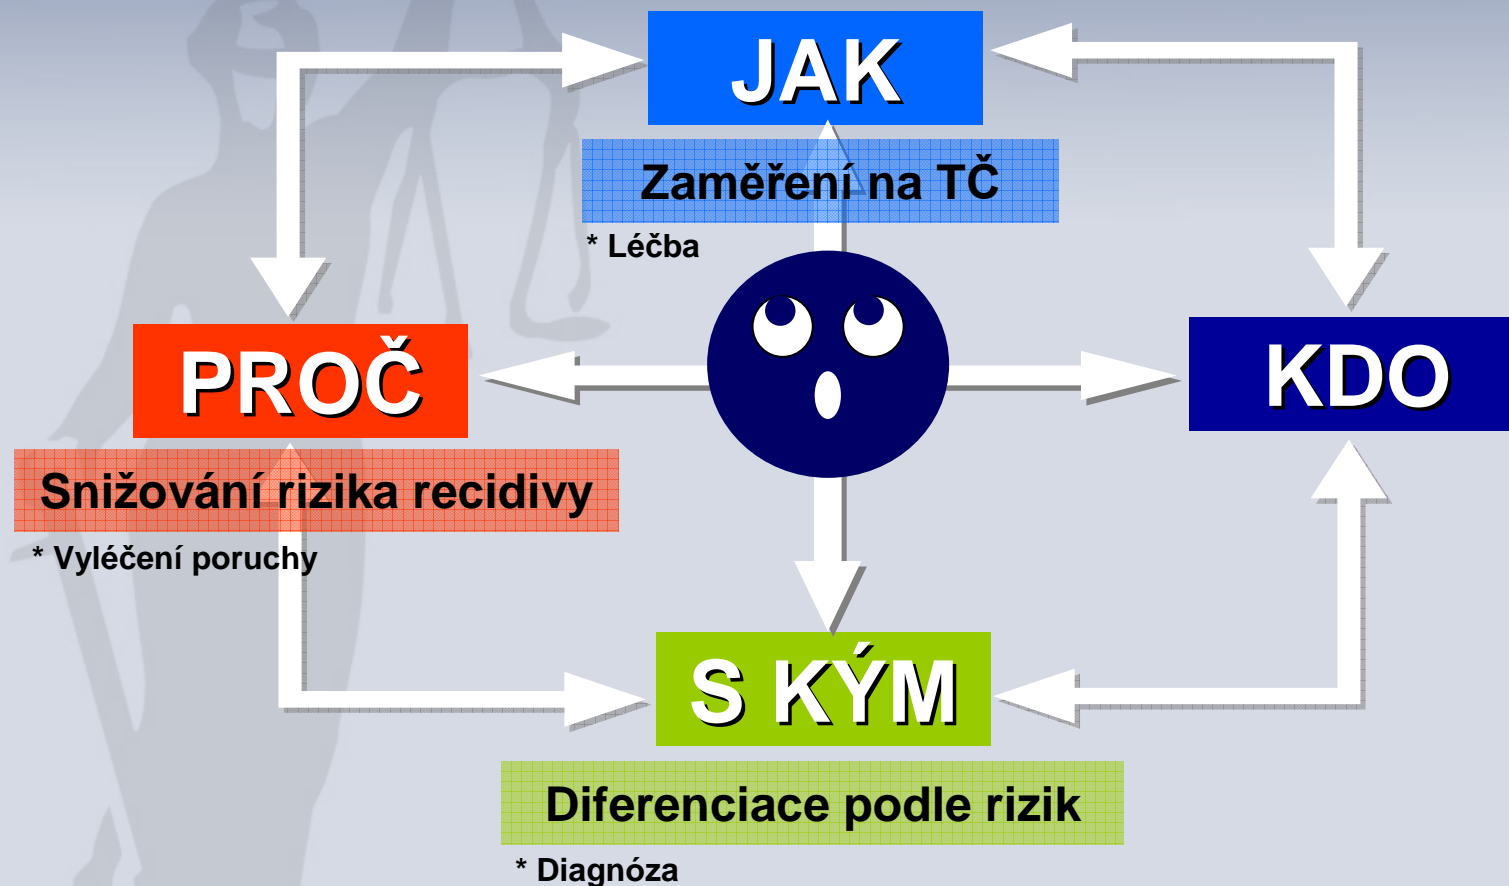 JAK
Zaměření na TČ
* Léčba
PROČ
KDO
Snižování rizika recidivy
* Vyléčení poruchy
S KÝM
Diferenciace podle rizik
* Diagnóza